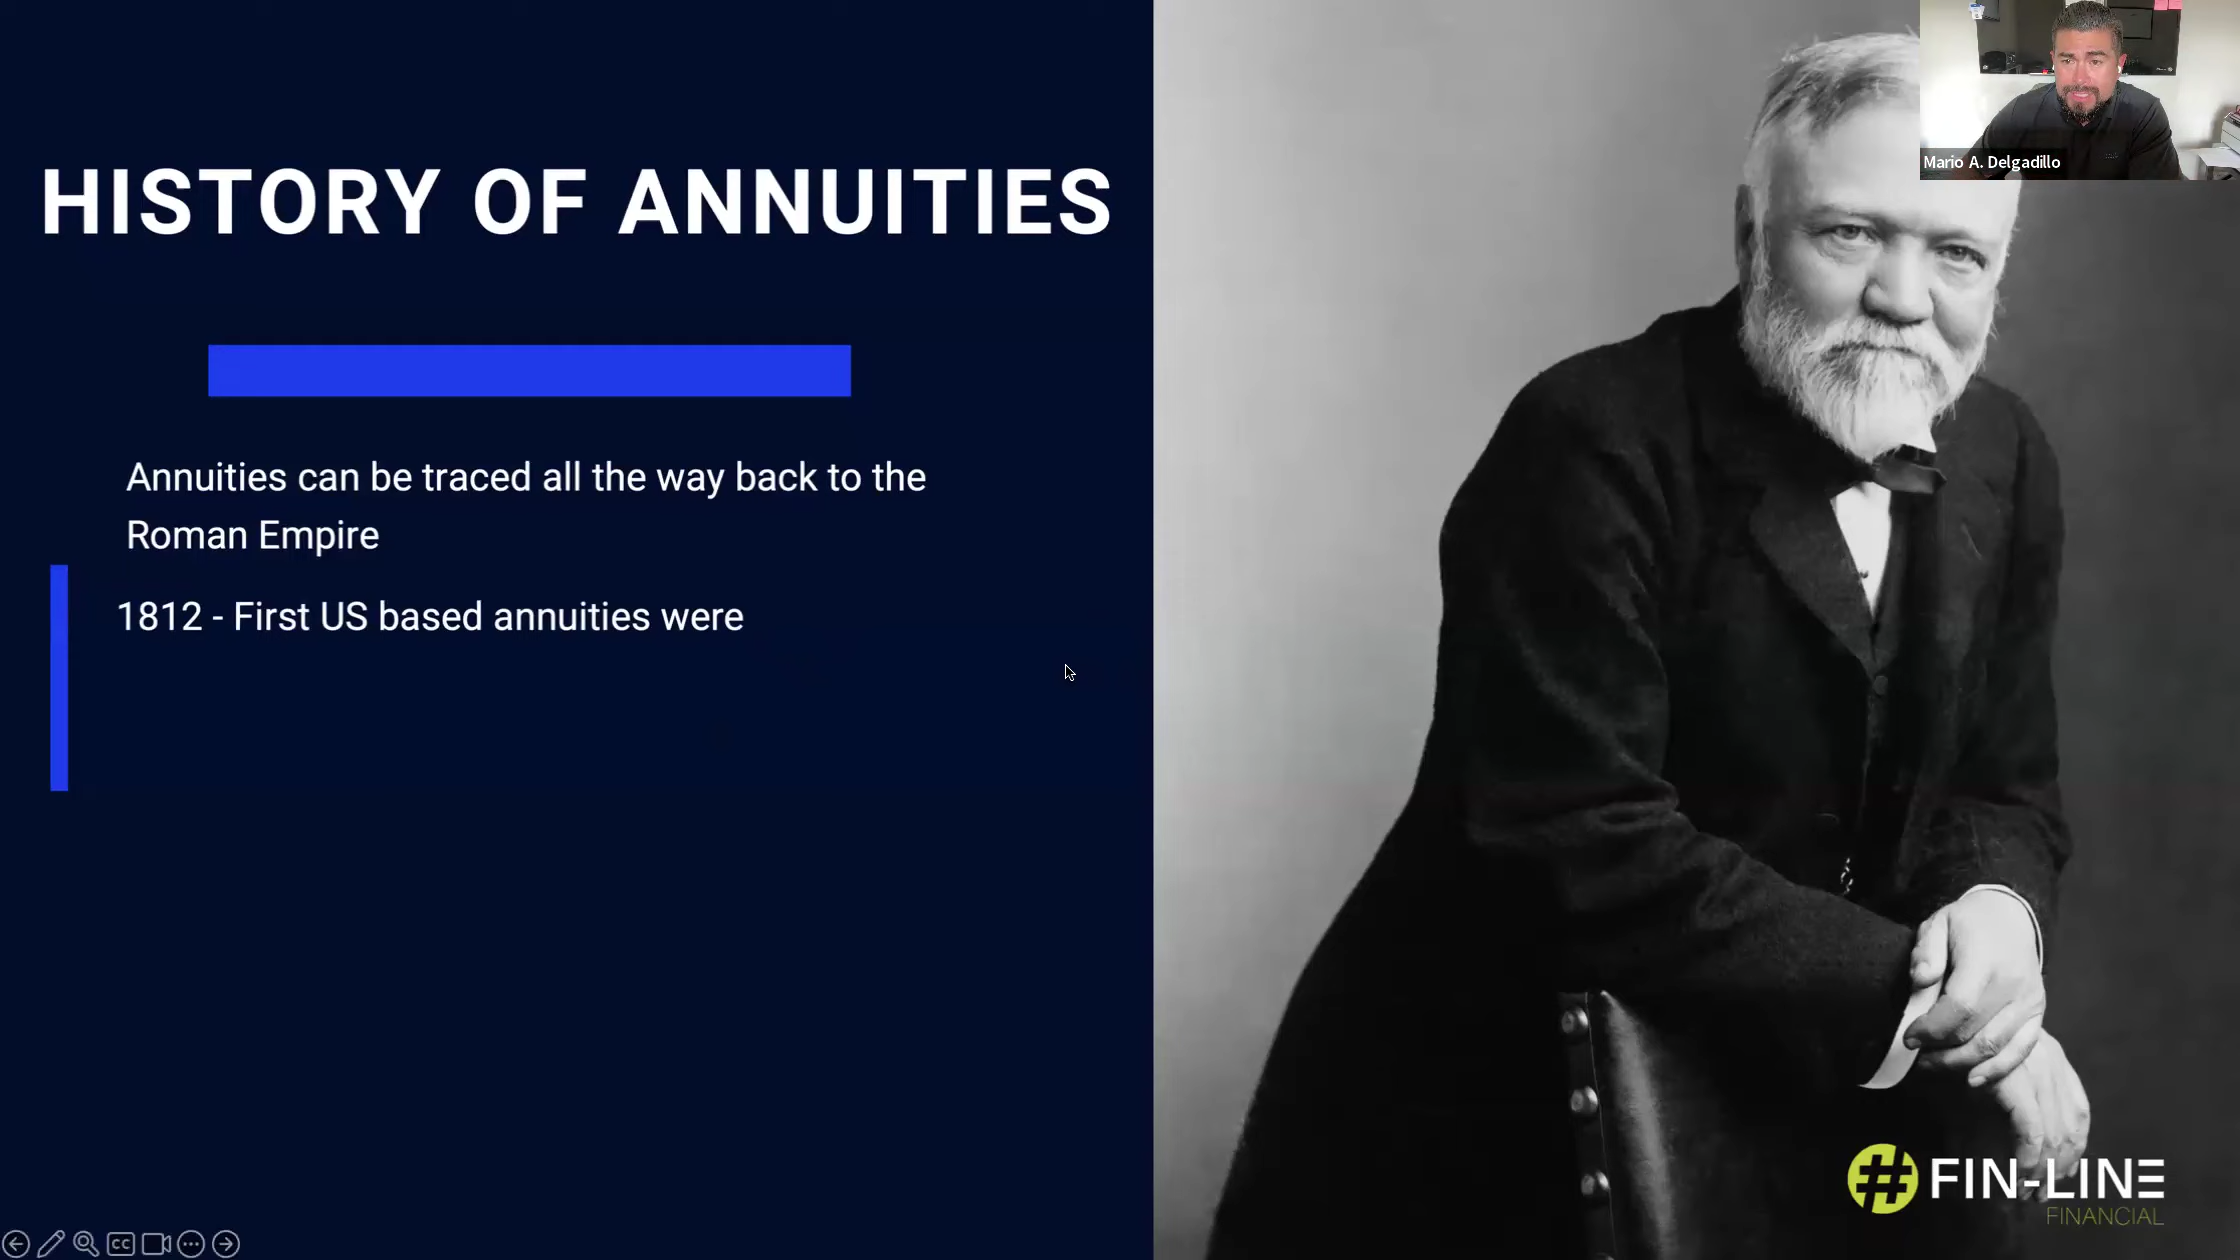 Mario A. Delgadillo
HISTORY OF ANNUITIES
Annuities can be traced all the way back to the
Roman Empire
1812 - First US based annuities were
#FIN-LINE
FINANCIAL
CC